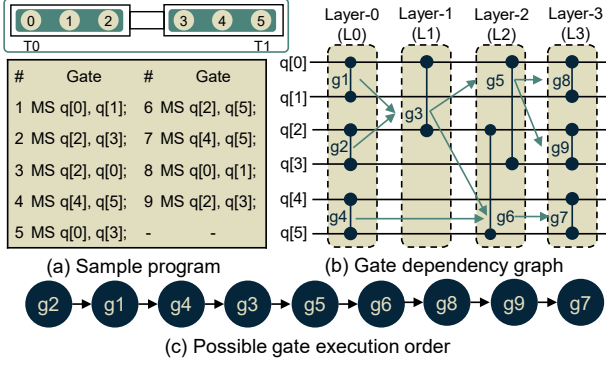 0 1 2 3 4 5
T0 T1
# Gate # Gate
1 MS q[0], q[1]; 6 MS q[2], q[5];
2 MS q[2], q[3]; 7 MS q[4], q[5];
3 MS q[2], q[0]; 8 MS q[0], q[1];
4 MS q[4], q[5]; 9 MS q[2], q[3];
5 MS q[0], q[3]; - -
(a) Sample program
Layer-0 Layer-1 Layer-2 Layer-3
(L0) (L1) (L2) (L3)
q[0]
g1 g5 g8
q[1]
g3
q[2]
g2 g9
q[3]
q[4]
g4 g6 g7
q[5]
(b) Gate dependency graph
g2 g1 g4 g3 g5 g6 g8 g9 g7
(c) Possible gate execution order